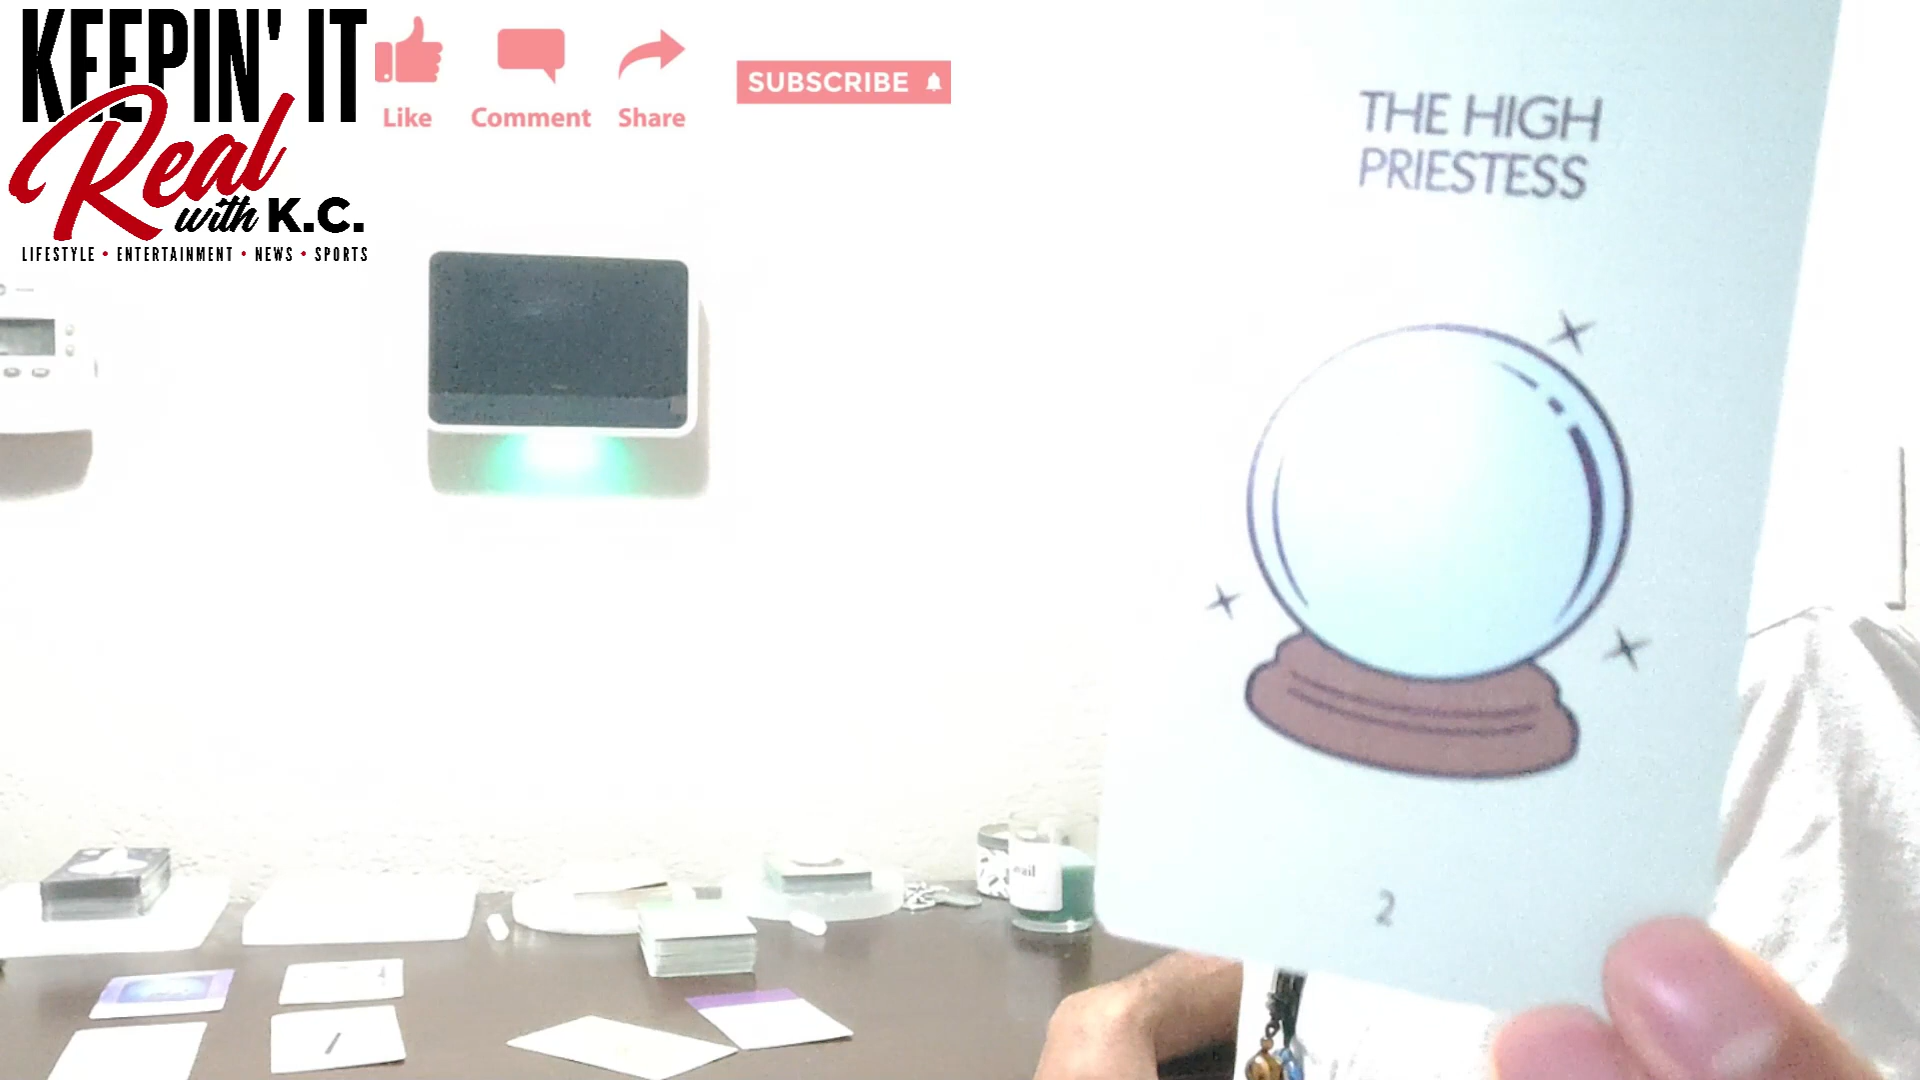 KEEPIN' IT
Real
with K.C.
LIFESTYLE • ENTERTAINMENT • NEWS • SPORTS
Like
Comment
Share
SUBSCRIBE
THE HIGH
PRIESTESS
2